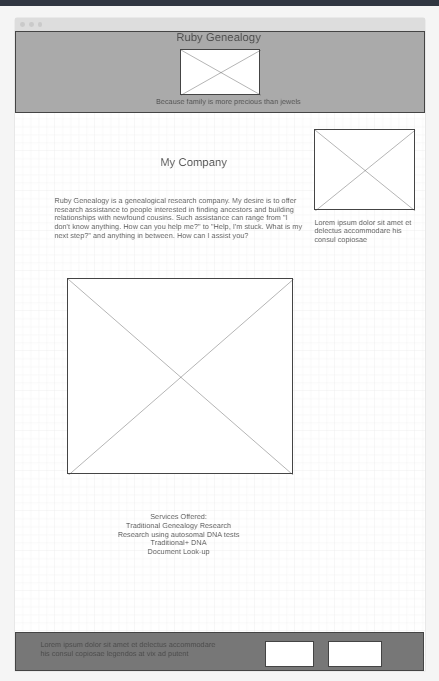 Ruby Genealogy
Because family is more precious than jewels
My Company
Ruby Genealogy is a genealogical research company. My desire is to offer
research assistance to people interested in finding ancestors and building
relationships with newfound cousins. Such assistance can range from "I
don't know anything. How can you help me?" to "Help, I'm stuck. What is my
next step?" and anything in between. How can I assist you?
Lorem ipsum dolor sit amet et
delectus accommodare his
consul copiosae
Services Offered:
Traditional Genealogy Research
Research using autosomal DNA tests
Traditional+ DNA
Document Look-up
Lorem ipsum dolor sit amet et delectus accommodare
his consul copiosae legendos at vix ad putent